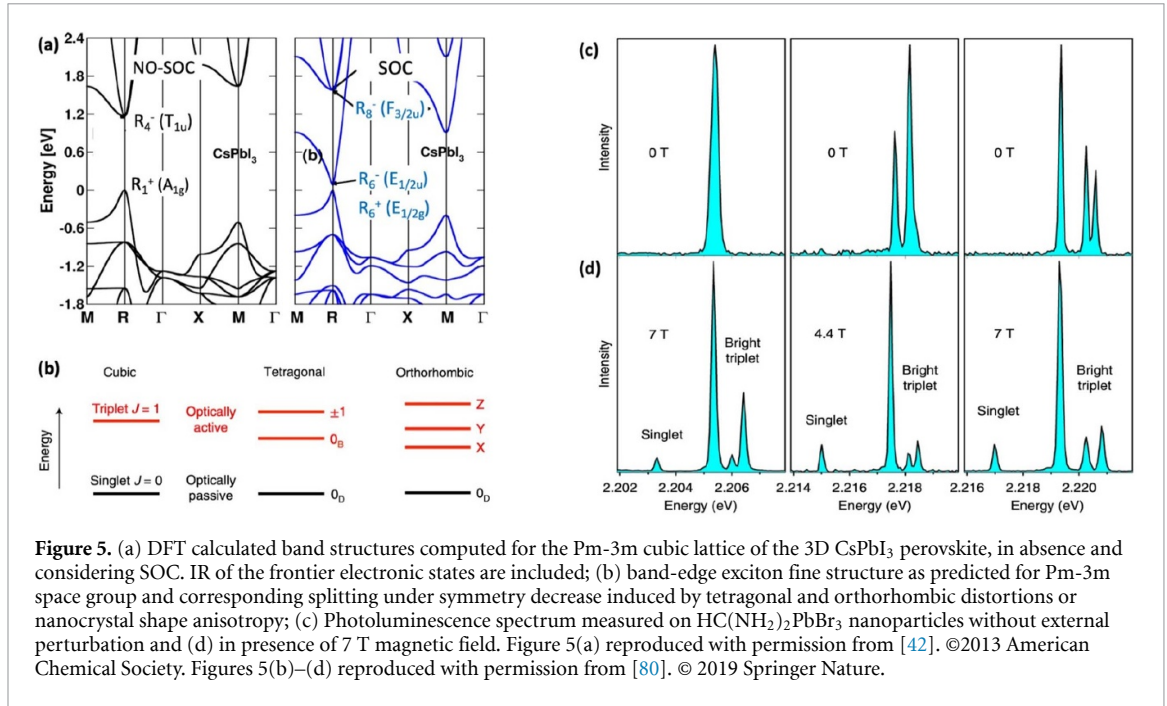 (a)
2.4
1.8
1.2
0.6
0
-0.6
-1.2
-1.8
Energy [eV]
NO-SOC
R₄⁻ (T₁ᵤ)
CsPbI₃
R₁⁺ (A₁g)
M R Γ X M Γ
SOC
R₈⁻ (F₃/₂ᵤ)
(b)
CsPbI₃
R₆⁻ (E₁/₂ᵤ)
R₆⁺ (E₁/₂g)
M R Γ X M Γ
(b)
Cubic
Tetragonal
Orthorhombic
Energy
Triplet J = 1
Optically
active
±1
0_B
Z
Y
X
Singlet J = 0
Optically
passive
0_D
0_D
(c)
Intensity
0 T
0 T
0 T
(d)
Intensity
7 T
Bright
triplet
Singlet
4.4 T
Bright
triplet
Singlet
7 T
Bright
triplet
Singlet
2.202 2.204 2.206
2.214 2.216 2.218
2.216 2.218 2.220
Energy (eV)
Energy (eV)
Energy (eV)
Figure 5. (a) DFT calculated band structures computed for the Pm-3m cubic lattice of the 3D CsPbI₃ perovskite, in absence and
considering SOC. IR of the frontier electronic states are included; (b) band-edge exciton fine structure as predicted for Pm-3m
space group and corresponding splitting under symmetry decrease induced by tetragonal and orthorhombic distortions or
nanocrystal shape anisotropy; (c) Photoluminescence spectrum measured on HC(NH₂)₂PbBr₃ nanoparticles without external
perturbation and (d) in presence of 7 T magnetic field. Figure 5(a) reproduced with permission from [42]. ©2013 American
Chemical Society. Figures 5(b)–(d) reproduced with permission from [80]. © 2019 Springer Nature.